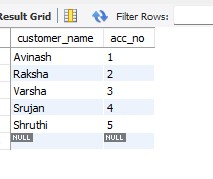 Result Grid Filter Rows:
customer_name acc_no
Avinash 1
Raksha 2
Varsha 3
Srujan 4
Shruthi 5
NULL NULL